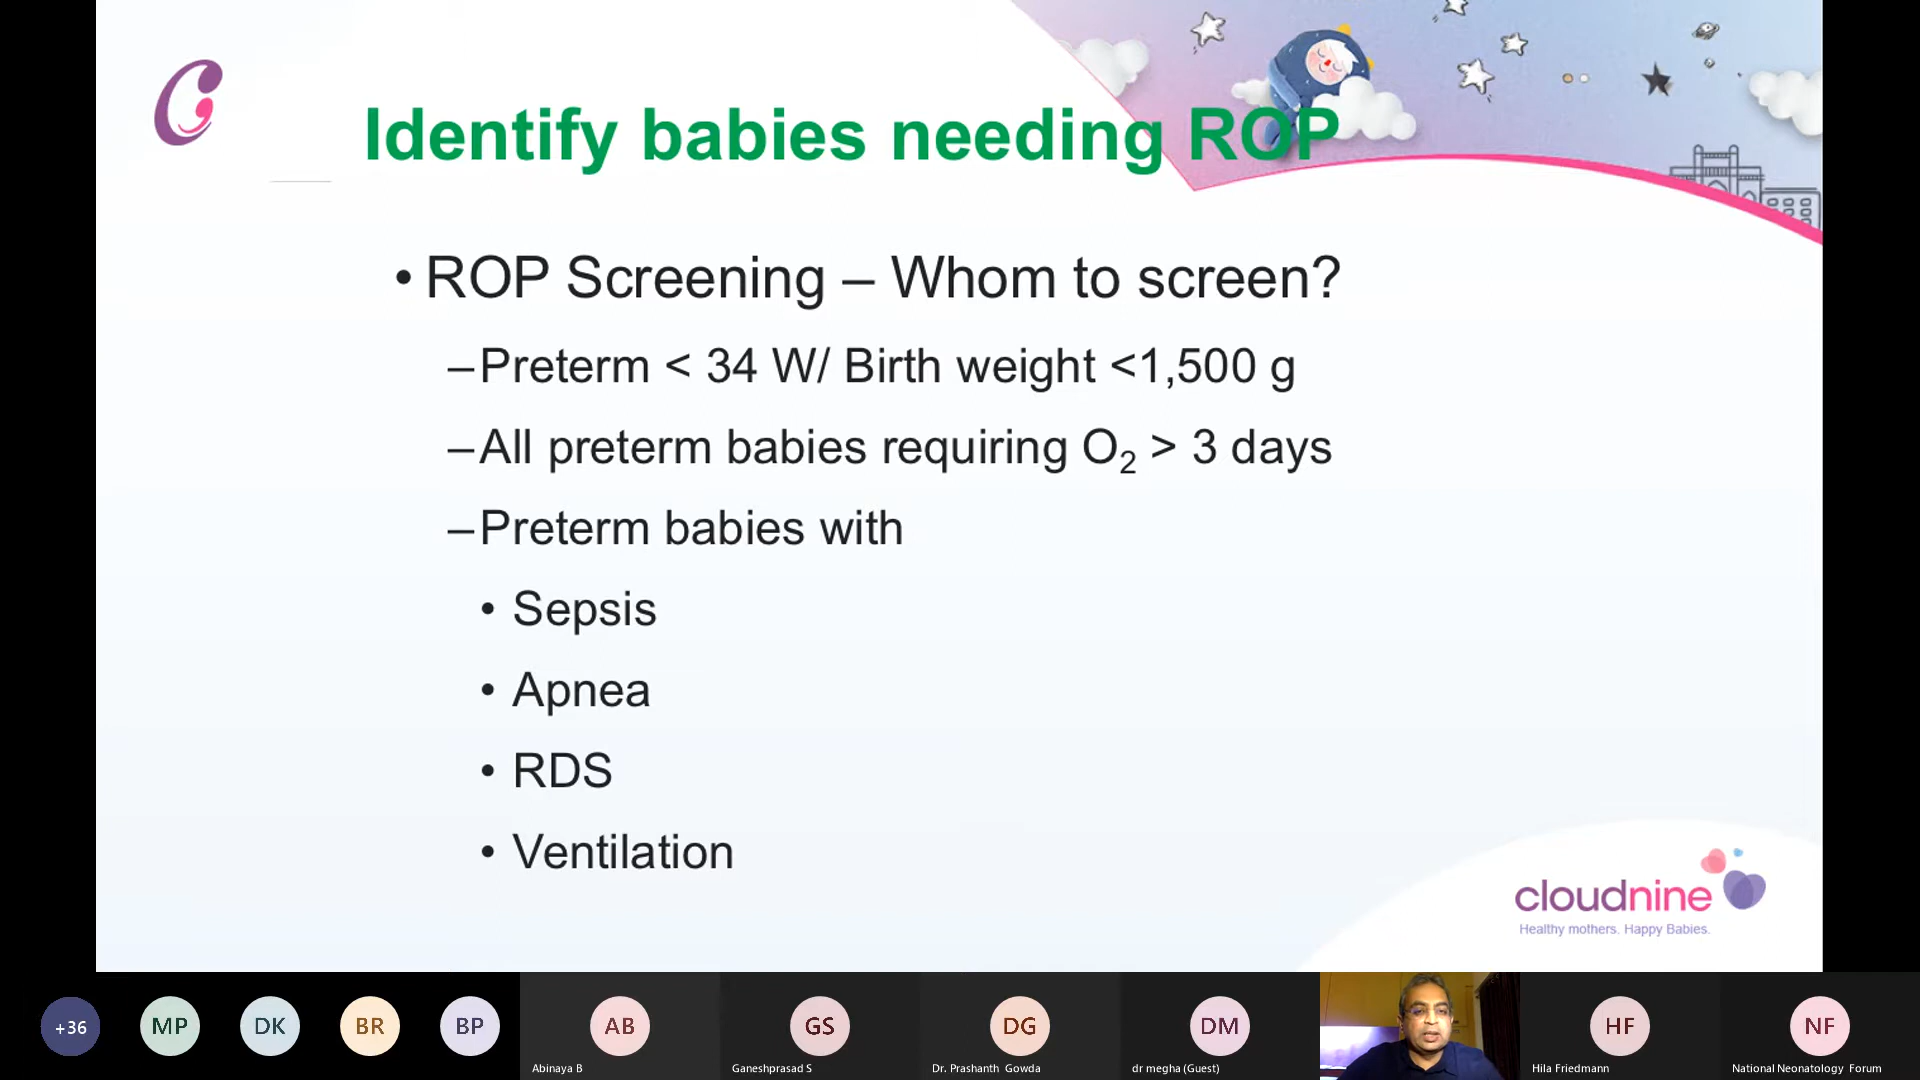 Identify babies needing ROP
• ROP Screening – Whom to screen?
–Preterm < 34 W/ Birth weight <1,500 g
–All preterm babies requiring O₂ > 3 days
–Preterm babies with
• Sepsis
• Apnea
• RDS
• Ventilation
cloudnine
Healthy mothers. Happy Babies.
+36
MP
DK
BR
BP
AB
GS
DG
DM
HF
NF
Abinaya B
Ganeshprasad S
Dr. Prashanth Gowda
dr megha (Guest)
Hila Friedmann
National Neonatology Forum